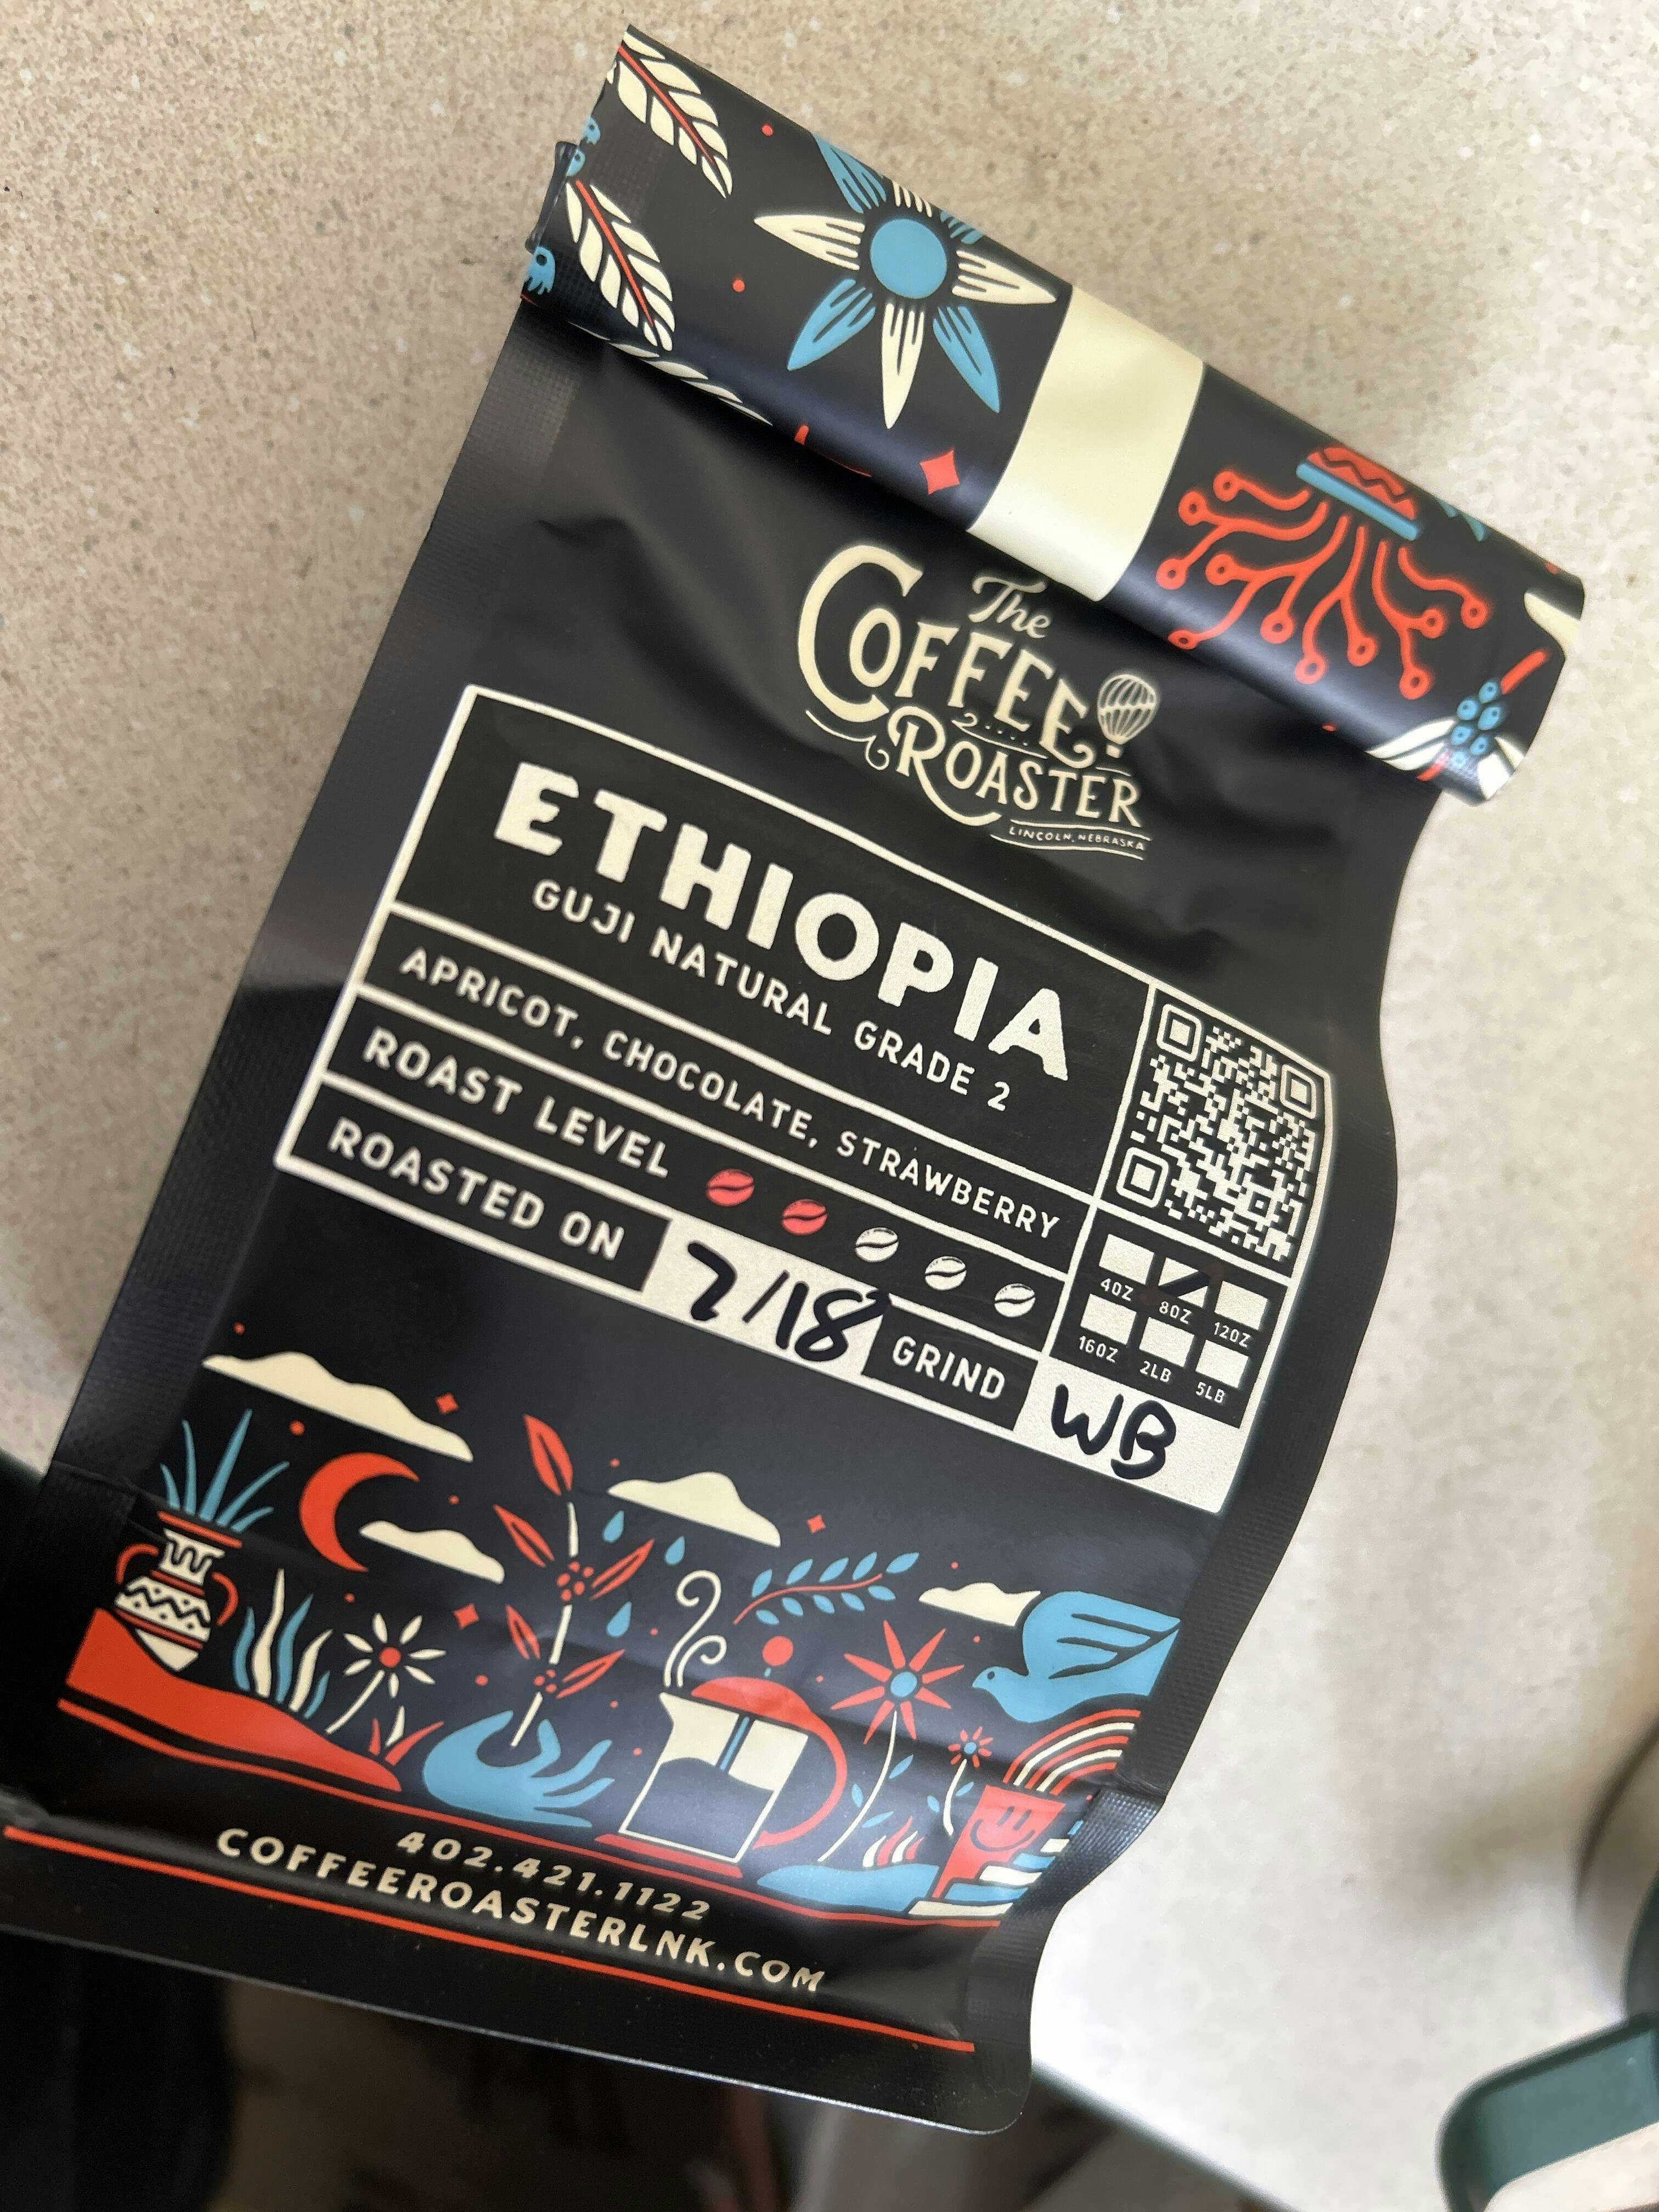 The
COFFEE
ROASTER
LINCOLN, NEBRASKA
ETHIOPIA
GUJI NATURAL GRADE 2
APRICOT, CHOCOLATE, STRAWBERRY
ROAST LEVEL
ROASTED ON 7/18 GRIND WB
4OZ 8OZ 12OZ
16OZ 2LB 5LB
402.421.1122
COFFEEROASTERLNK.COM